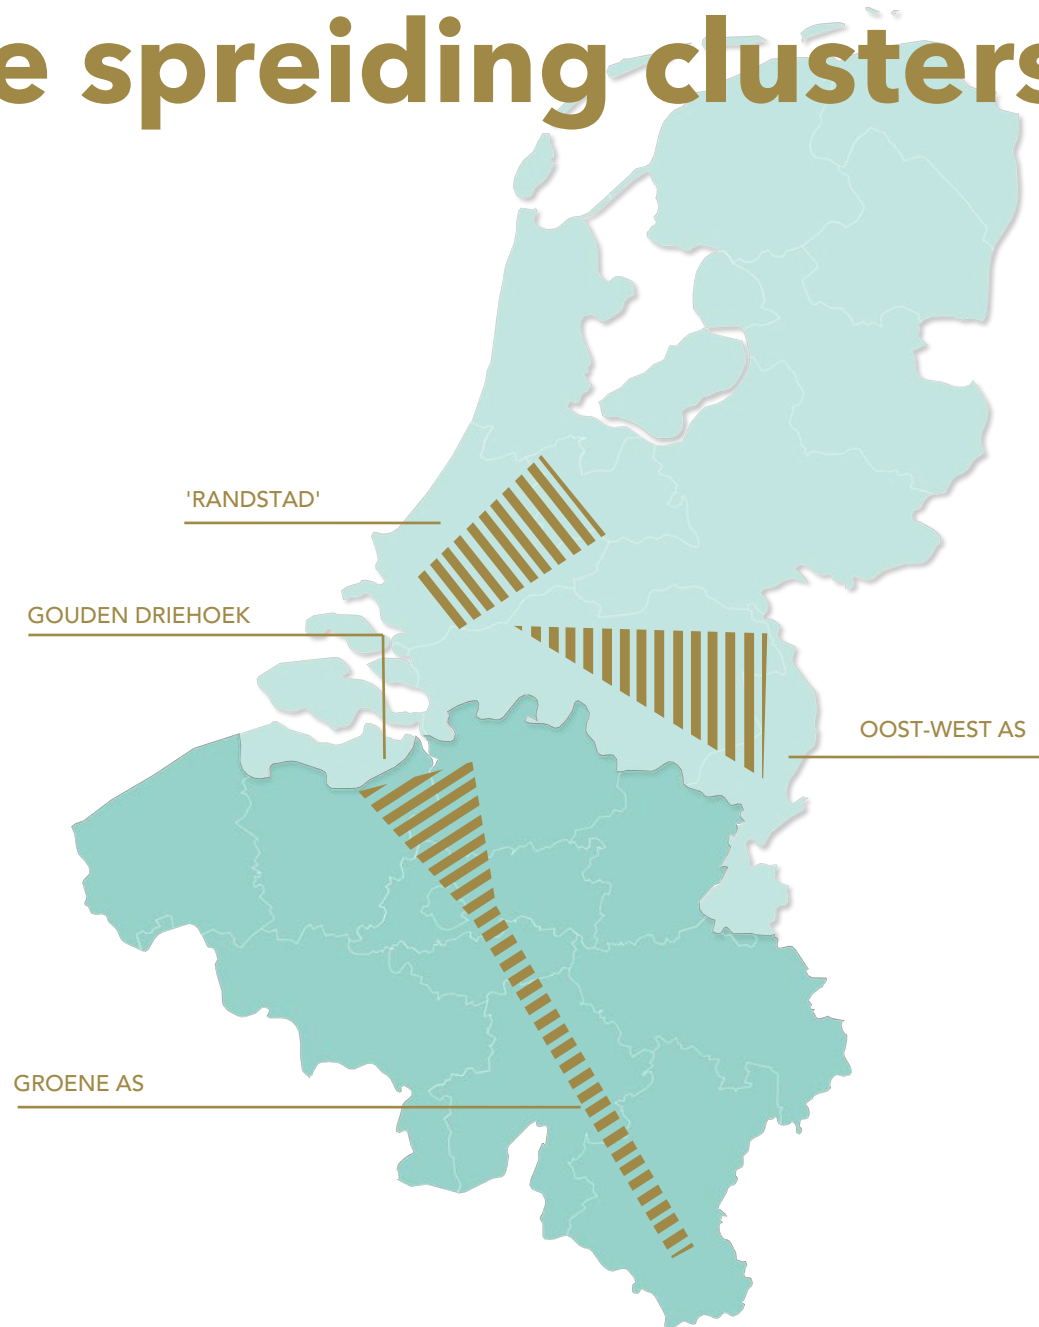 e spreiding clusters
'RANDSTAD'
GOUDEN DRIEHOEK
OOST-WEST AS
GROENE AS